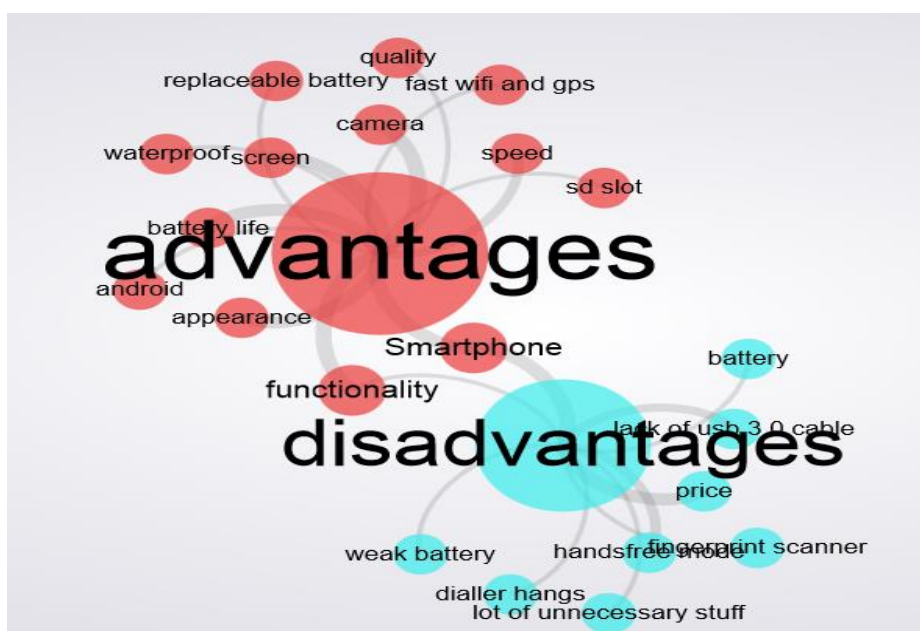 quality
replaceable battery
fast wifi and gps
camera
waterproof
screen
speed
sd slot
battery life
advantages
android
appearance
Smartphone
battery
functionality
lack of usb 3.0 cable
disadvantages
price
weak battery
handsfree mode
fingerprint scanner
dialler hangs
lot of unnecessary stuff